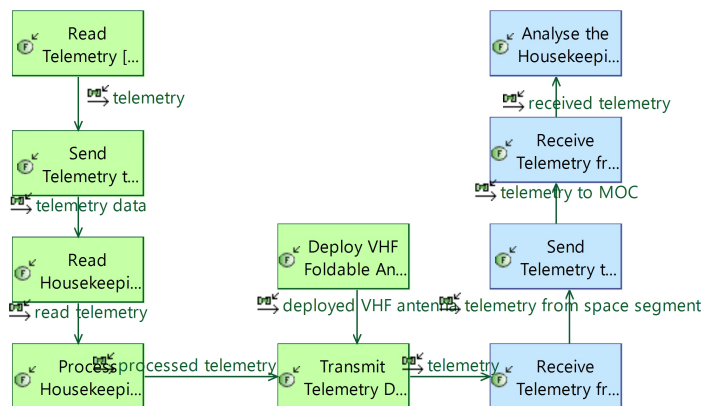 Read
Telemetry [...
telemetry
Send
Telemetry t...
telemetry data
Read
Housekeepi...
read telemetry
Process
Housekeepi...
processed telemetry
Deploy VHF
Foldable An...
deployed VHF antenna
Transmit
Telemetry D...
telemetry
Receive
Telemetry fr...
telemetry from space segment
Send
Telemetry t...
telemetry to MOC
Receive
Telemetry fr...
received telemetry
Analyse the
Housekeepi...
F
F
F
F
F
F
F
F
F
F